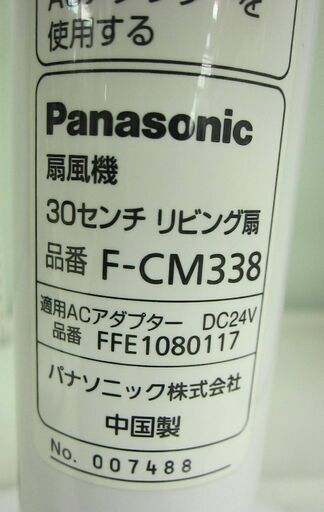 使用する
Panasonic
扇風機
30センチ リビング扇
品番 F-CM338
適用ACアダプター DC24V
品番 FFE1080117
パナソニック株式会社
中国製
No. 007488